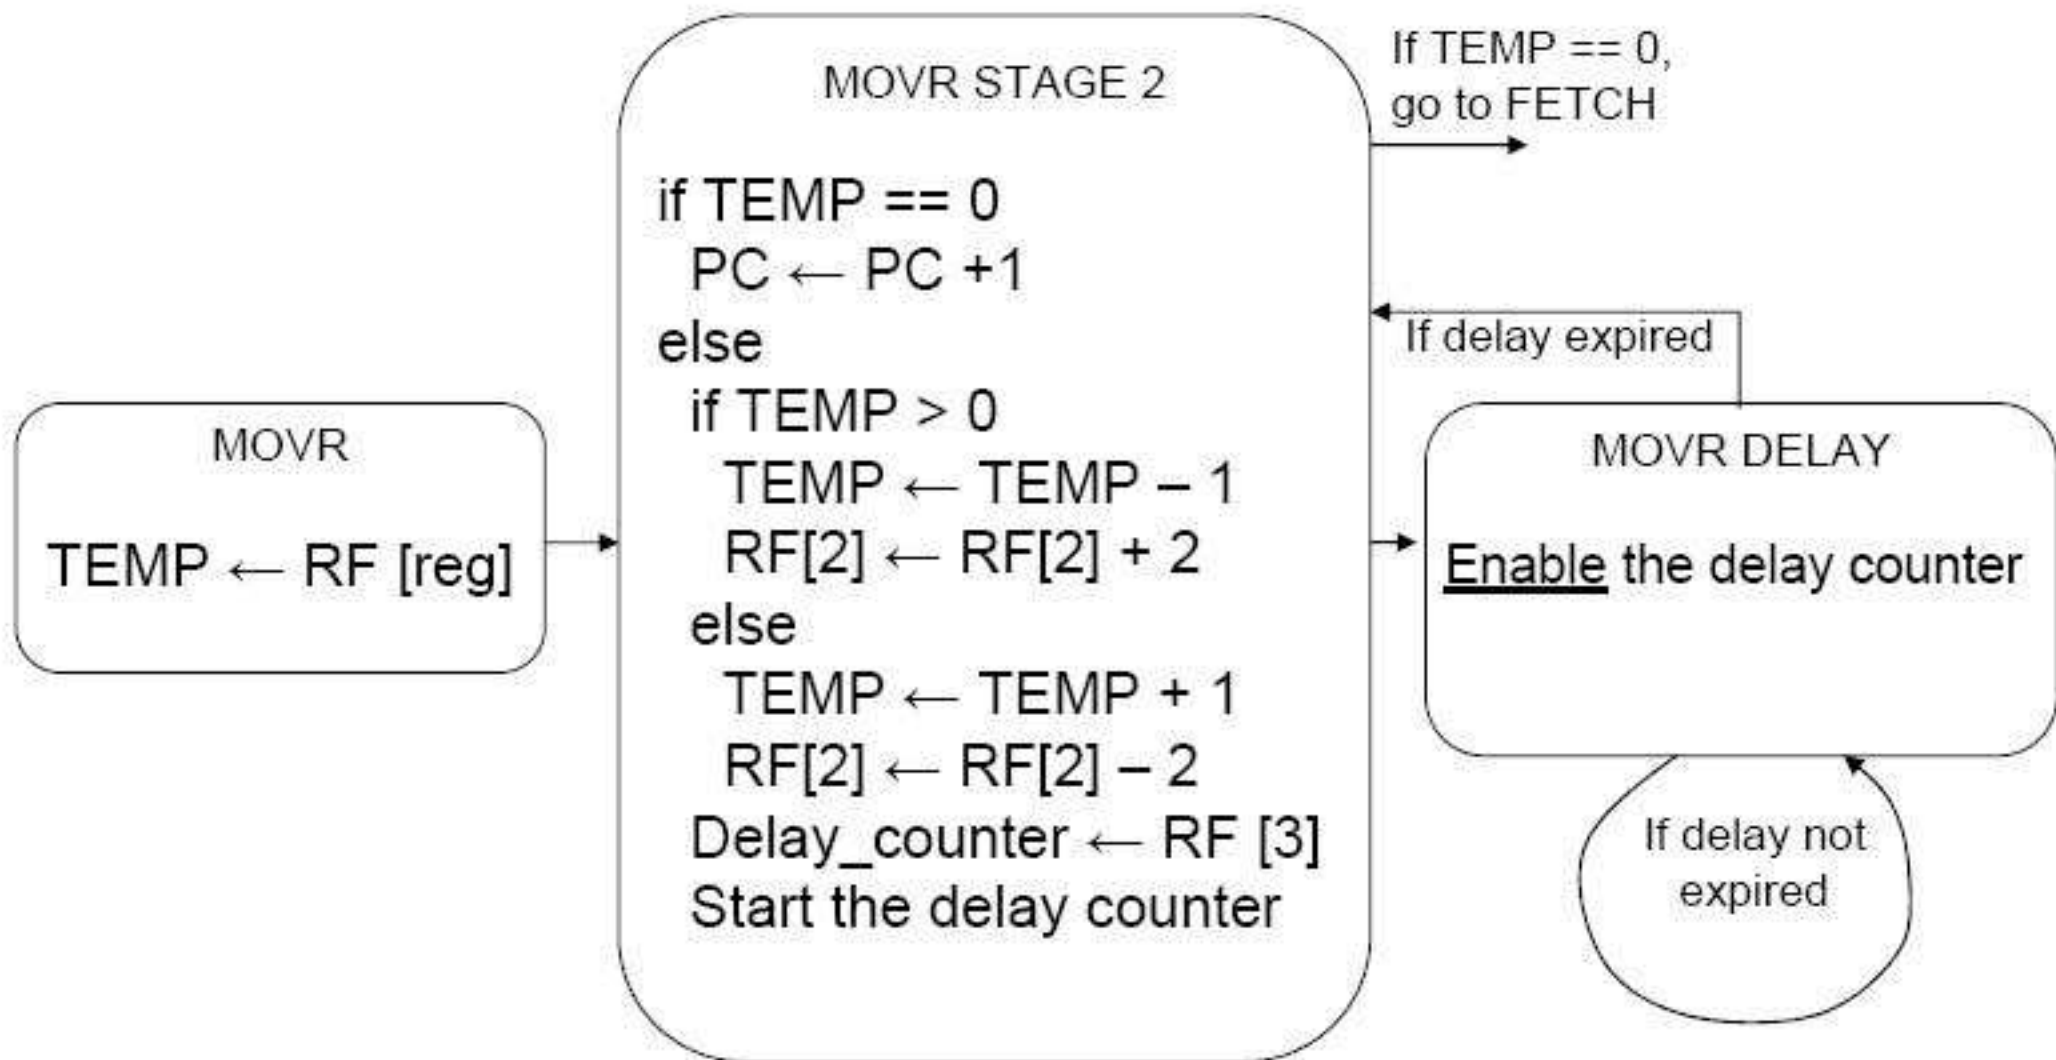 MOVR
TEMP ← RF [reg]
MOVR STAGE 2
if TEMP == 0
PC ← PC +1
else
if TEMP > 0
TEMP ← TEMP – 1
RF[2] ← RF[2] + 2
else
TEMP ← TEMP + 1
RF[2] ← RF[2] – 2
Delay_counter ← RF [3]
Start the delay counter
If TEMP == 0,
go to FETCH
If delay expired
MOVR DELAY
Enable the delay counter
If delay not
expired